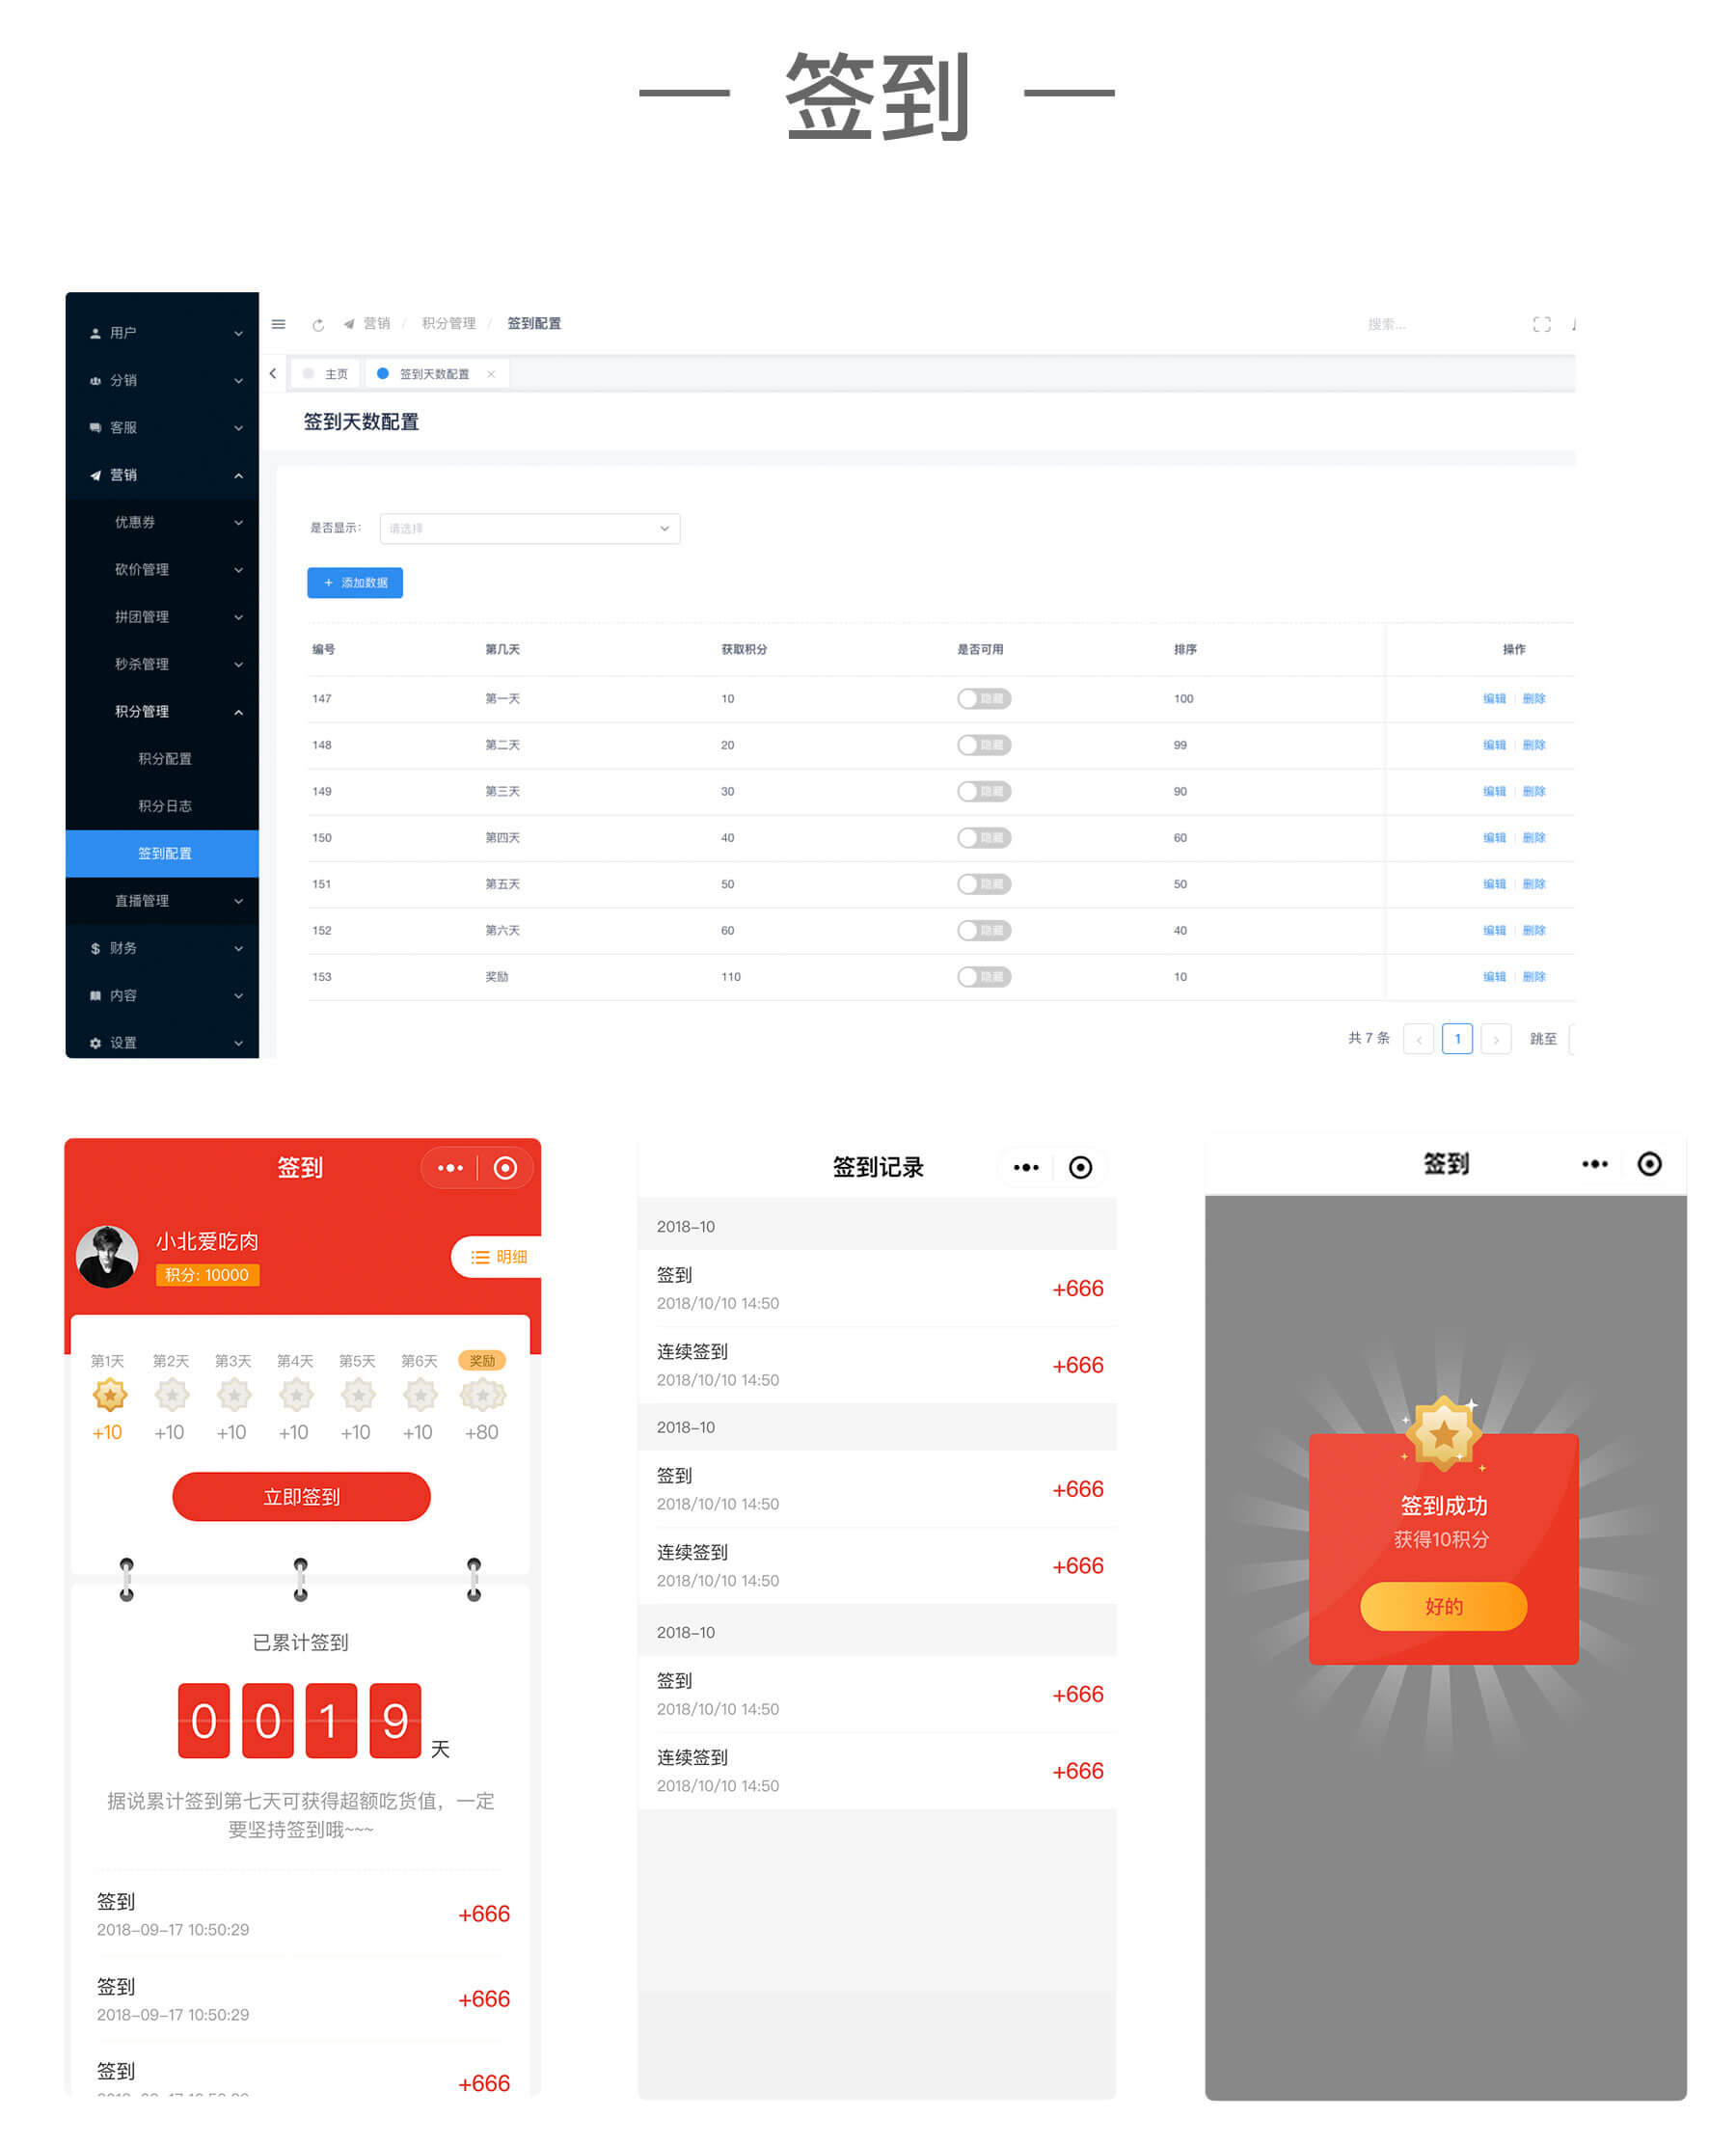 — 签到 —
用户
分销
客服
营销
优惠券
砍价管理
拼团管理
秒杀管理
积分管理
积分配置
积分日志
签到配置
直播管理
财务
内容
设置
营销 / 积分管理 / 签到配置
搜索...
主页 签到天数配置 ×
签到天数配置
是否显示: 请选择
+ 添加数据
编号 第几天 获取积分 是否可用 排序 操作
147 第一天 10 隐藏 100 编辑 删除
148 第二天 20 隐藏 99 编辑 删除
149 第三天 30 隐藏 90 编辑 删除
150 第四天 40 隐藏 60 编辑 删除
151 第五天 50 隐藏 50 编辑 删除
152 第六天 60 隐藏 40 编辑 删除
153 奖励 110 隐藏 10 编辑 删除
共 7 条 < 1 > 跳至
签到
小北爱吃肉
积分: 10000
明细
第1天 第2天 第3天 第4天 第5天 第6天 奖励
+10 +10 +10 +10 +10 +10 +80
立即签到
已累计签到
0 0 1 9 天
据说累计签到第七天可获得超额吃货值，一定
要坚持签到哦~~~
签到
2018-09-17 10:50:29
+666
签到
2018-09-17 10:50:29
+666
签到
+666
签到记录
2018-10
签到
2018/10/10 14:50
+666
连续签到
2018/10/10 14:50
+666
2018-10
签到
2018/10/10 14:50
+666
连续签到
2018/10/10 14:50
+666
2018-10
签到
2018/10/10 14:50
+666
连续签到
2018/10/10 14:50
+666
签到
签到成功
获得10积分
好的